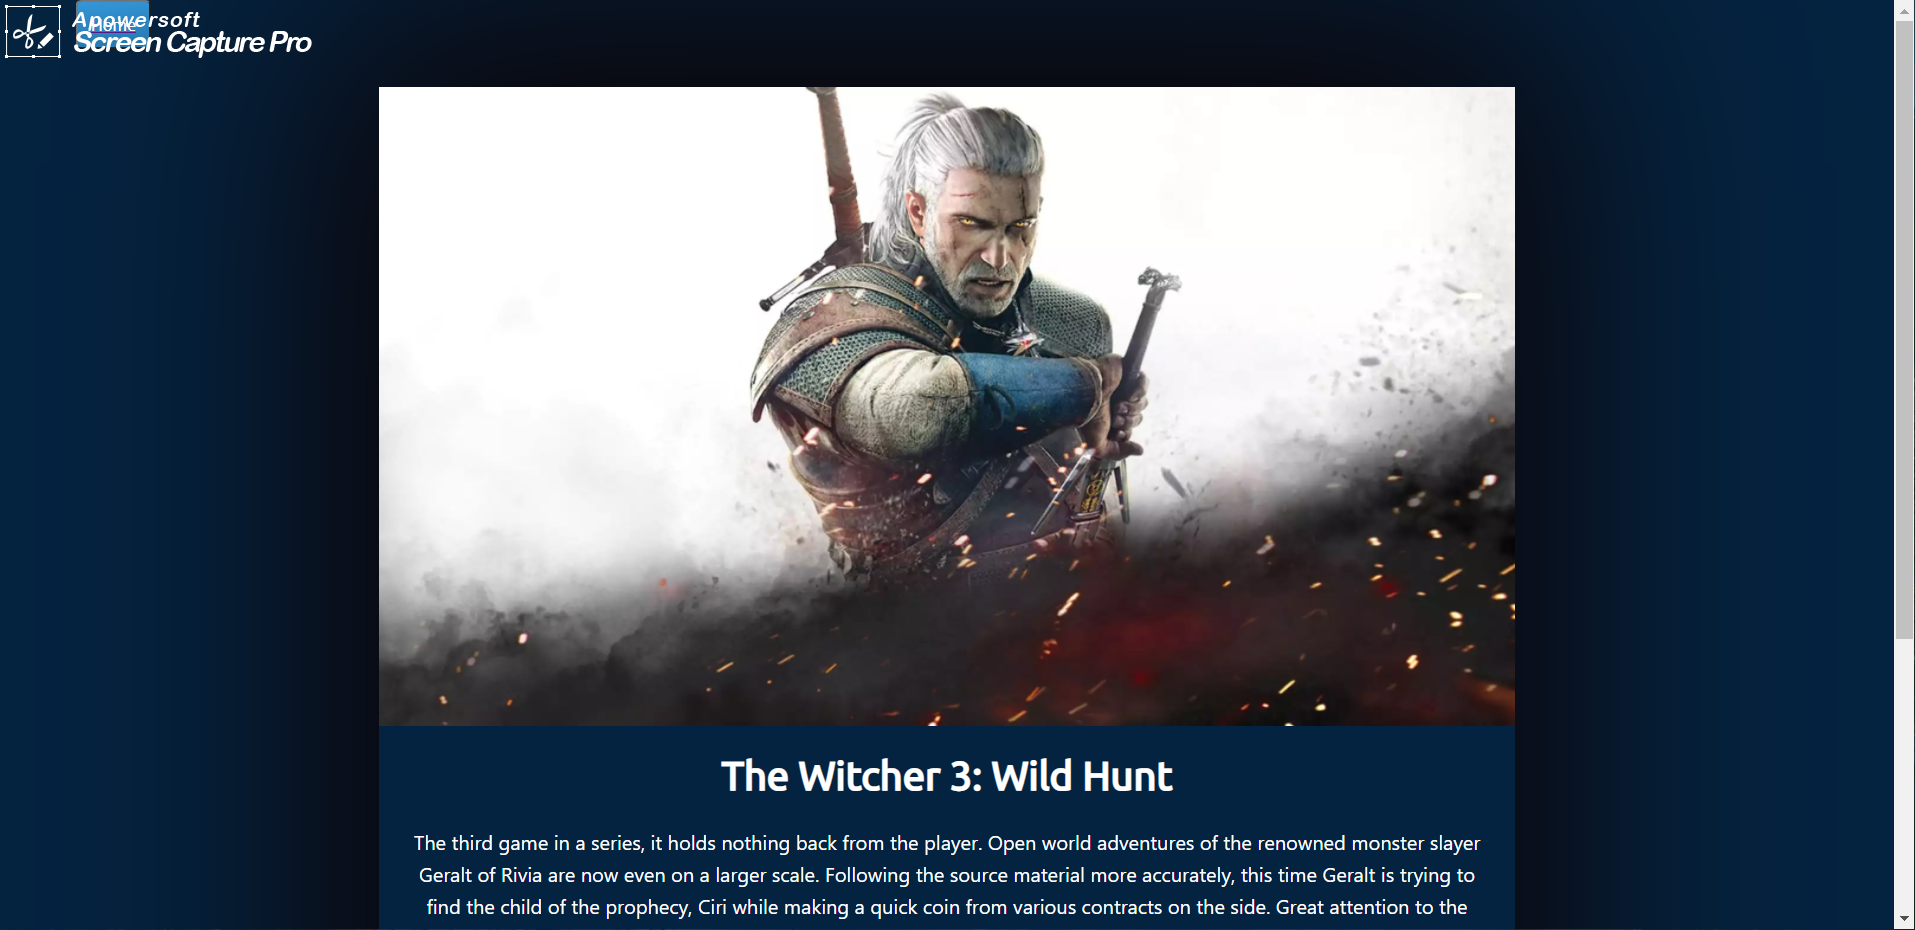 Apowersoft
Home
Screen Capture Pro
The Witcher 3: Wild Hunt
The third game in a series, it holds nothing back from the player. Open world adventures of the renowned monster slayer
Geralt of Rivia are now even on a larger scale. Following the source material more accurately, this time Geralt is trying to
find the child of the prophecy, Ciri while making a quick coin from various contracts on the side. Great attention to the